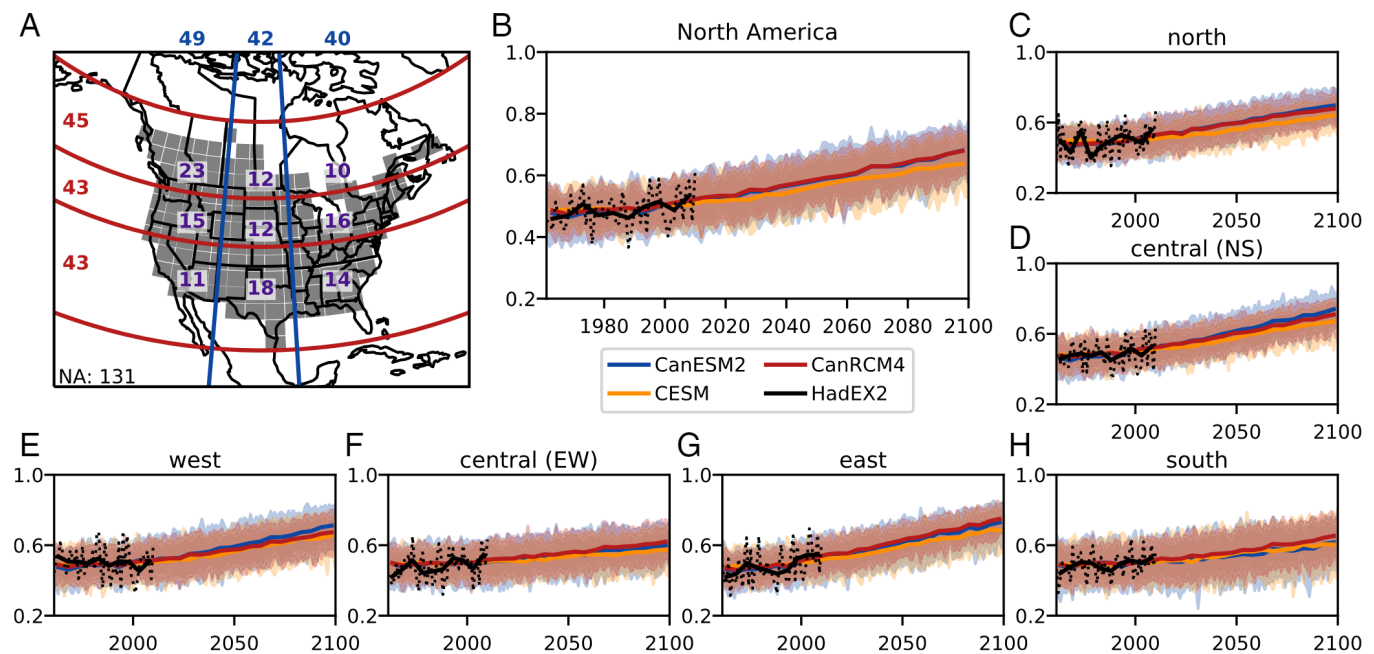 A
49 42 40
45
43
43
23 12 10
15 12 16
11 18 14
NA: 131
B
North America
1.0
0.8
0.6
0.4
0.2
1980 2000 2020 2040 2060 2080 2100
CanESM2 CanRCM4
CESM HadEX2
C
north
1.0
0.6
0.2
2000 2050 2100
D
central (NS)
1.0
0.6
0.2
2000 2050 2100
E
west
1.0
0.6
0.2
2000 2050 2100
F
central (EW)
1.0
0.6
0.2
2000 2050 2100
G
east
1.0
0.6
0.2
2000 2050 2100
H
south
1.0
0.6
0.2
2000 2050 2100